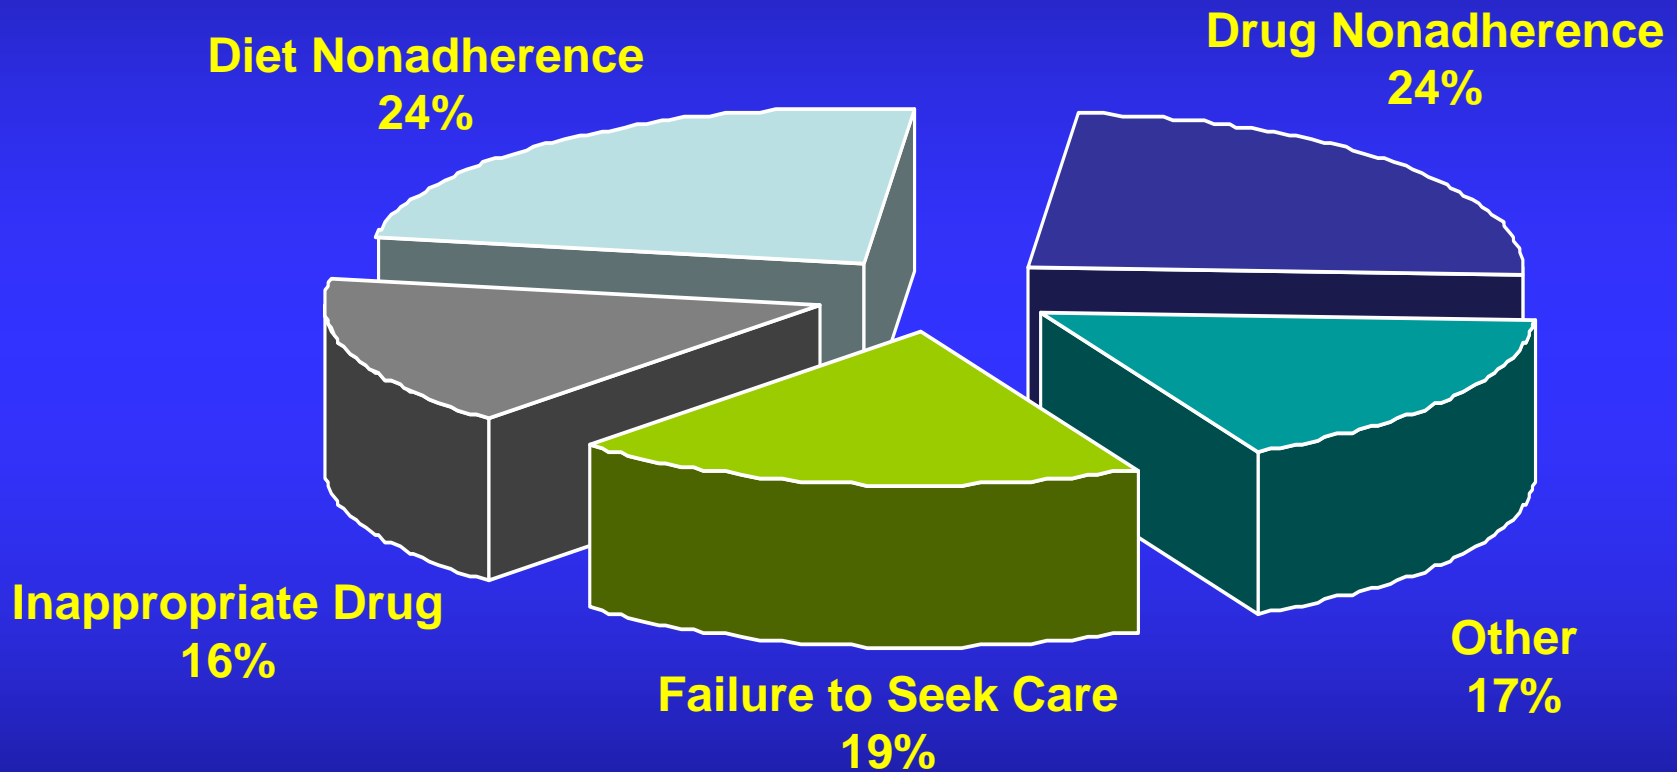 Diet Nonadherence
24%
Drug Nonadherence
24%
Inappropriate Drug
16%
Failure to Seek Care
19%
Other
17%